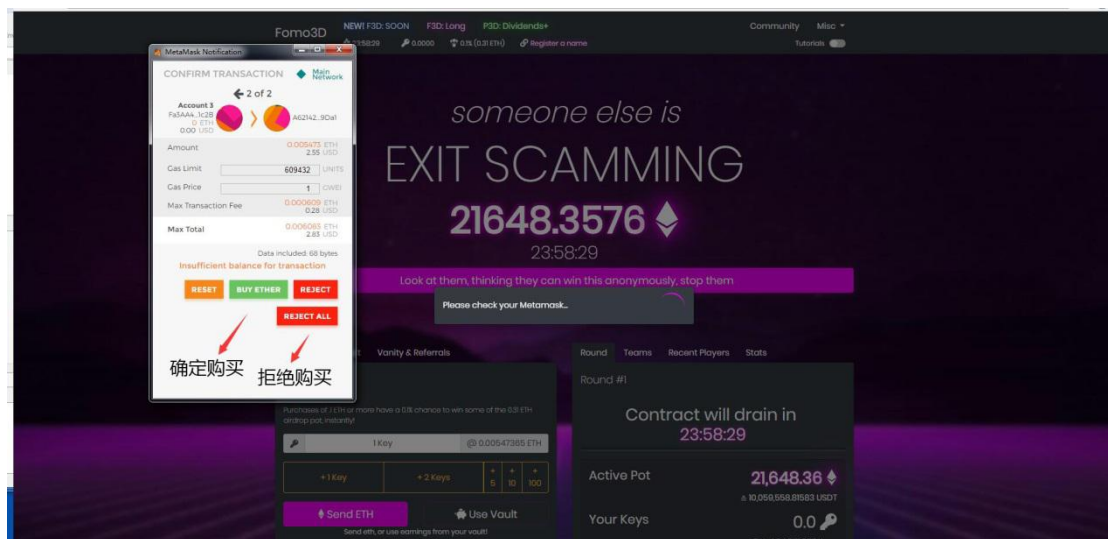 Fomo3D
NEW! F3D: SOON F3D: Long P3D: Dividends+
Community Misc
23:58:29 0.0000 0.1% (0.31 ETH) Register a name
Tutorials
MetaMask Notification
CONFIRM TRANSACTION Main Network
2 of 2
Account 3
Fa3AA4...1c2B
0 ETH
0.00 USD
A62142...9Da1
Amount 0.005473 ETH
2.55 USD
Gas Limit 609432 UNITS
Gas Price 1 GWEI
Max Transaction Fee 0.000609 ETH
0.28 USD
Max Total 0.006083 ETH
2.83 USD
Data included: 68 bytes
Insufficient balance for transaction
RESET BUY ETHER REJECT
REJECT ALL
确定购买
拒绝购买
someone else is
EXIT SCAMMING
21648.3576
23:58:29
Look at them, thinking they can win this anonymously, stop them
Please check your Metamask..
Vanity & Referrals
Purchases of .1 ETH or more have a 0.1% chance to win some of the 0.31 ETH
airdrop pot, instantly!
1 Key @ 0.00547365 ETH
+ 1 Key + 2 Keys + 5 + 10 + 100
Send ETH Use Vault
Send eth, or use earnings from your vault!
Round Teams Recent Players Stats
Round #1
Contract will drain in
23:58:29
Active Pot 21,648.36
Your Keys 0.0